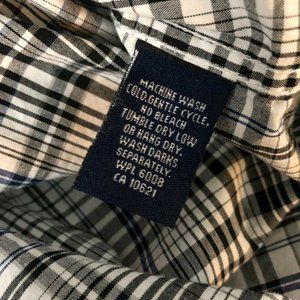 MACHINE WASH
COLD, GENTLE CYCLE.
NO BLEACH
TUMBLE DRY LOW
OR HANG DRY.
WASH DARKS
SEPARATELY.
WPL 6008
CA 10621